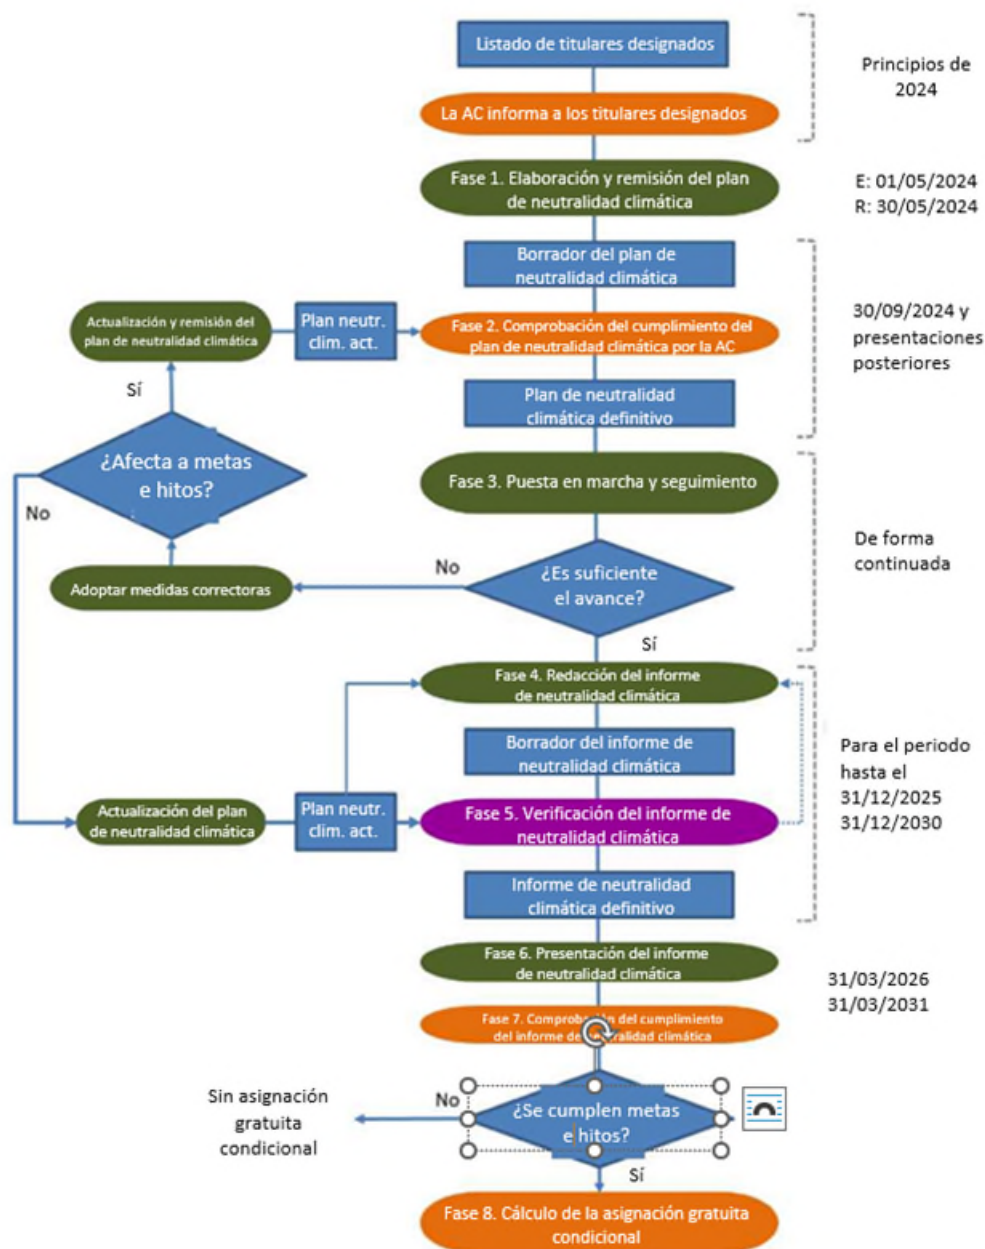 Listado de titulares designados
Principios de
2024
La AC informa a los titulares designados
Fase 1. Elaboración y remisión del plan
de neutralidad climática
E: 01/05/2024
R: 30/05/2024
Borrador del plan de
neutralidad climática
Actualización y remisión del
plan de neutralidad climática
Plan neutr.
clim. act.
Fase 2. Comprobación del cumplimiento del
plan de neutralidad climática por la AC
30/09/2024 y
presentaciones
posteriores
Sí
Plan de neutralidad
climática definitivo
¿Afecta a metas
e hitos?
No
Fase 3. Puesta en marcha y seguimiento
De forma
continuada
Adoptar medidas correctoras
No
¿Es suficiente
el avance?
Sí
Fase 4. Redacción del informe
de neutralidad climática
Borrador del informe de
neutralidad climática
Para el periodo
hasta el
31/12/2025
31/12/2030
Actualización del plan
de neutralidad climática
Plan neutr.
clim. act.
Fase 5. Verificación del informe de
neutralidad climática
Informe de neutralidad
climática definitivo
Fase 6. Presentación del informe
de neutralidad climática
31/03/2026
31/03/2031
Fase 7. Comprobación del cumplimiento
del informe de neutralidad climática
Sin asignación
gratuita
condicional
No
¿Se cumplen metas
e hitos?
Sí
Fase 8. Cálculo de la asignación gratuita
condicional